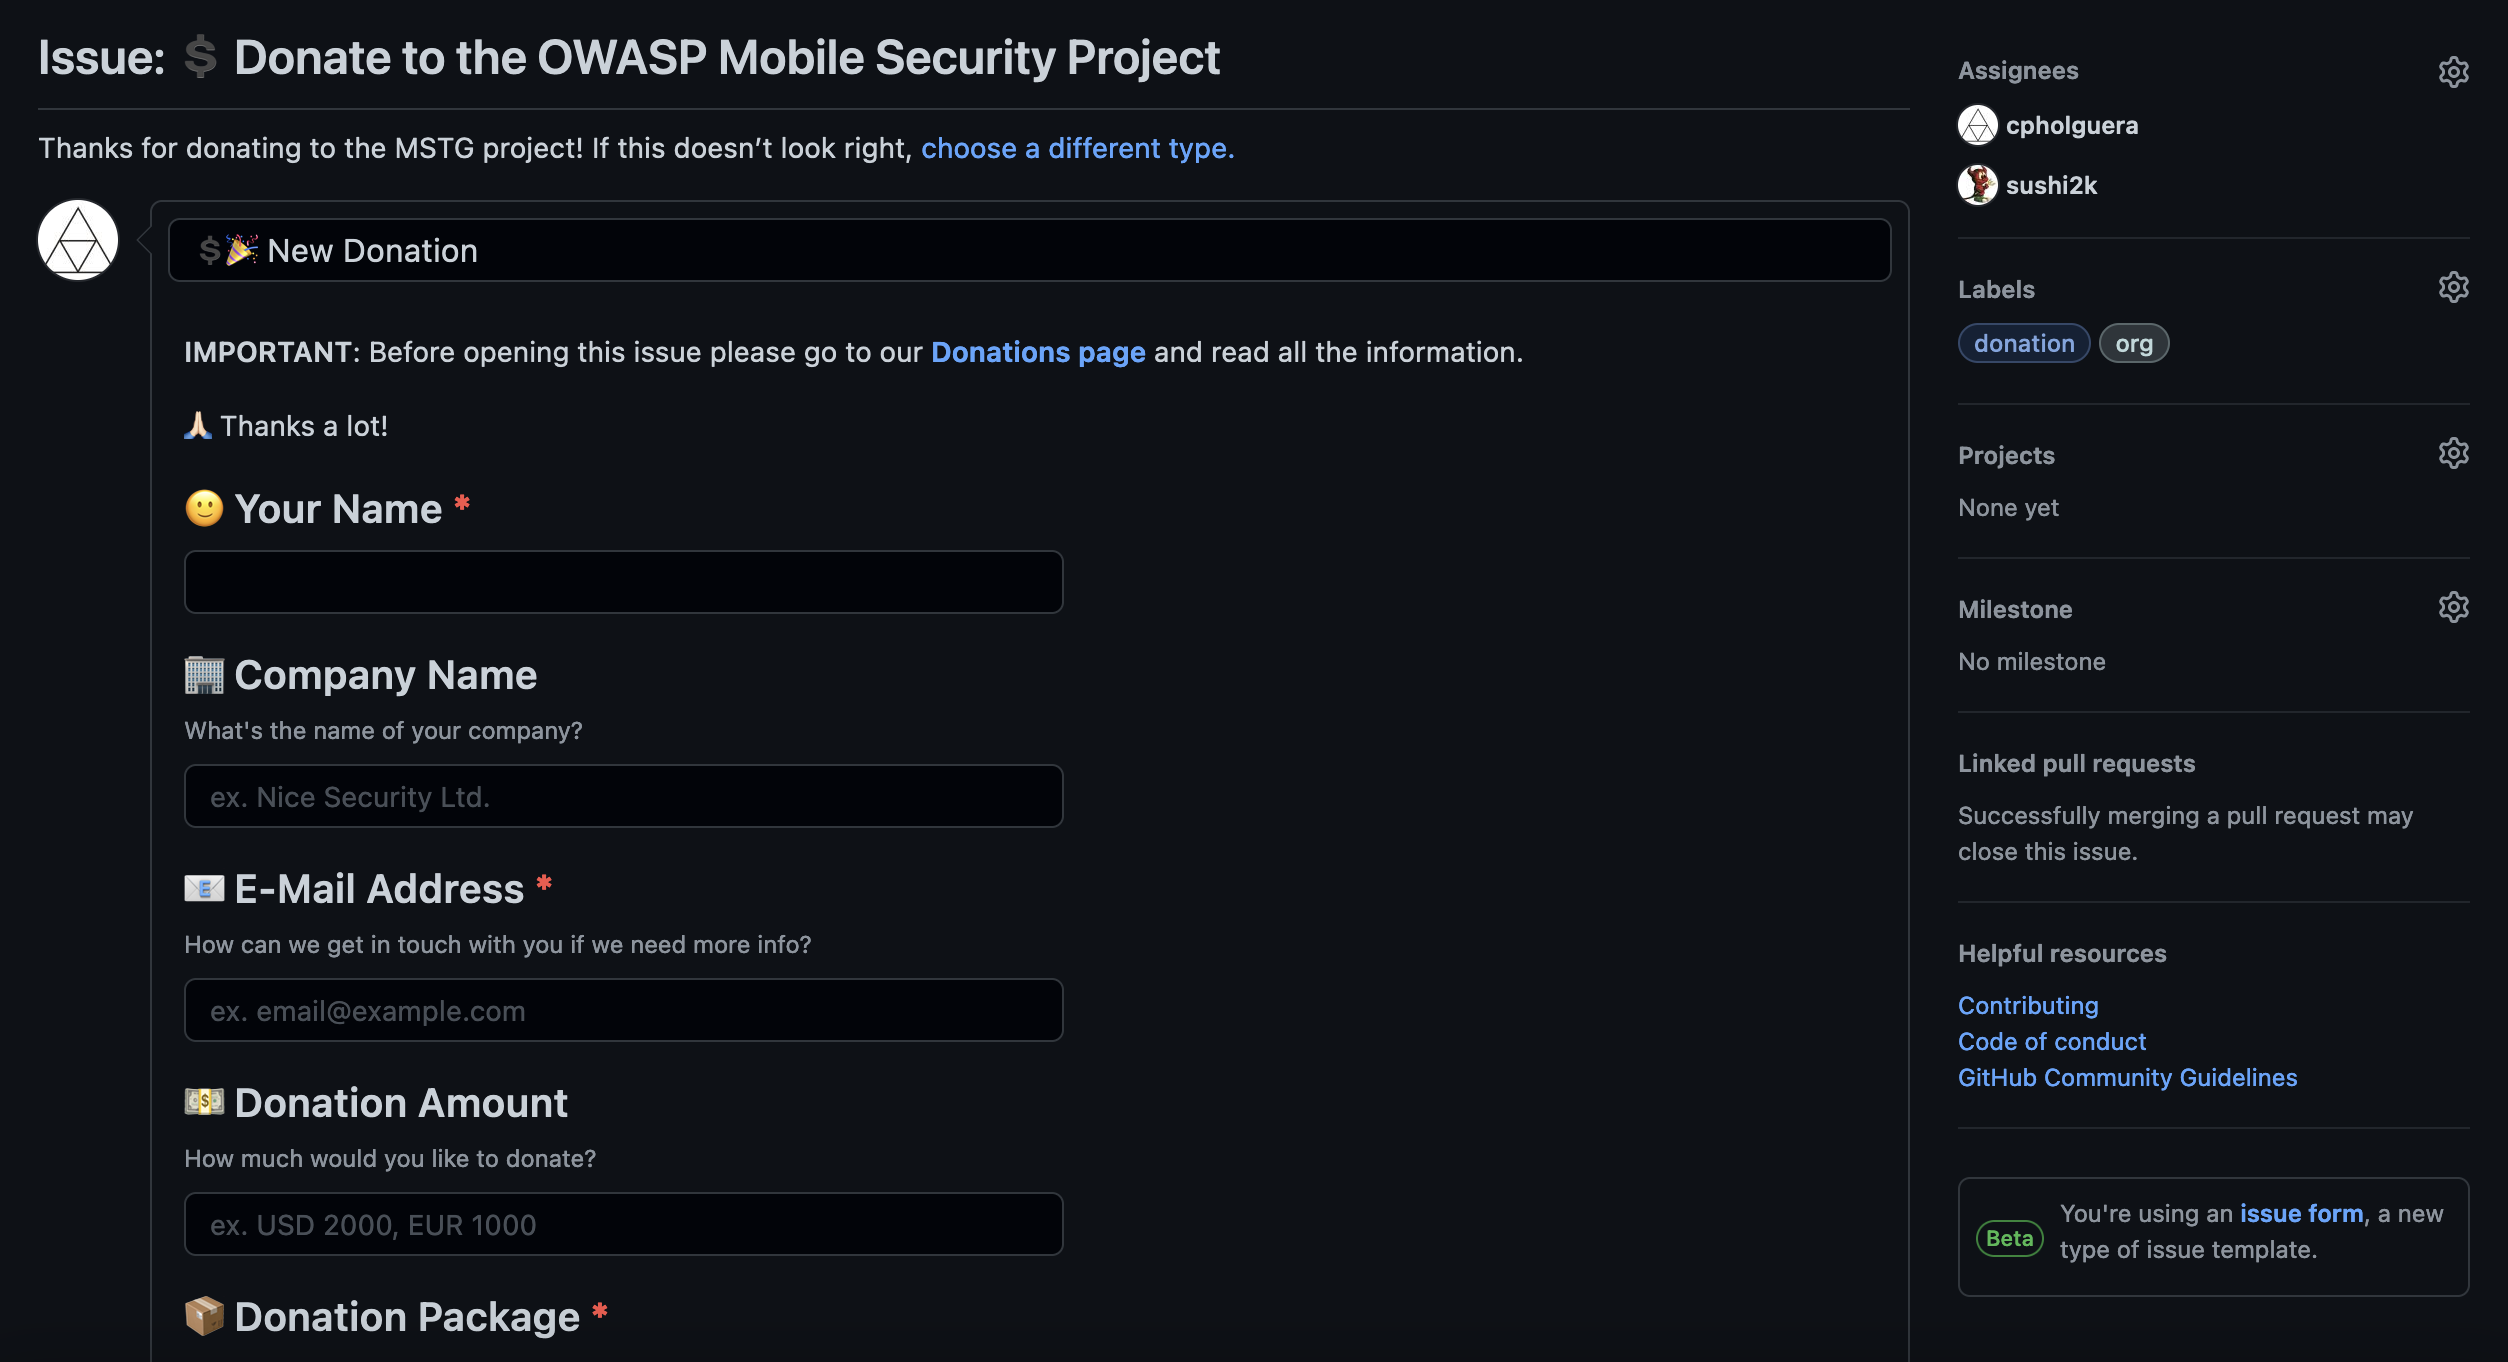 Issue: 💲 Donate to the OWASP Mobile Security Project
Thanks for donating to the MSTG project! If this doesn’t look right, choose a different type.
💲🎉 New Donation
IMPORTANT: Before opening this issue please go to our Donations page and read all the information.
🙏🏻 Thanks a lot!
🙂 Your Name *
🏢 Company Name
What's the name of your company?
ex. Nice Security Ltd.
📧 E-Mail Address *
How can we get in touch with you if we need more info?
ex. email@example.com
💵 Donation Amount
How much would you like to donate?
ex. USD 2000, EUR 1000
📦 Donation Package *
Assignees
cpholguera
sushi2k
Labels
donation org
Projects
None yet
Milestone
No milestone
Linked pull requests
Successfully merging a pull request may
close this issue.
Helpful resources
Contributing
Code of conduct
GitHub Community Guidelines
Beta
You're using an issue form, a new
type of issue template.